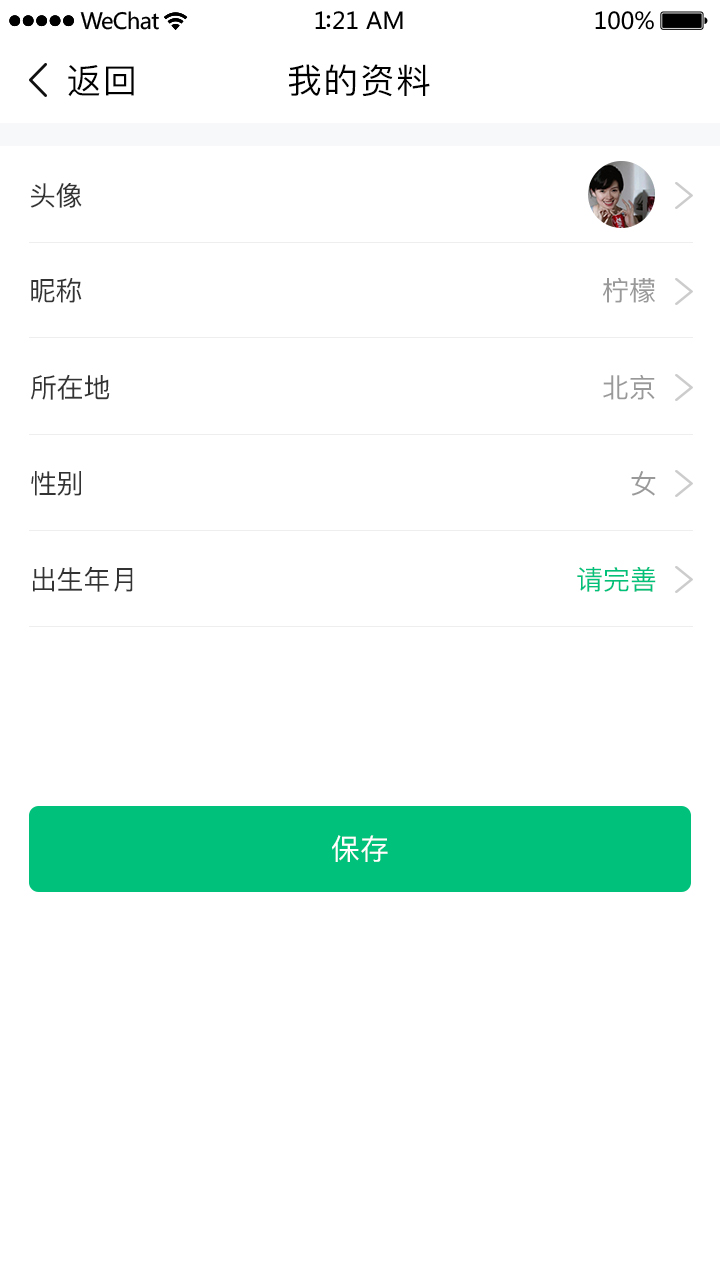 WeChat 1:21 AM 100%
返回 我的资料
头像
昵称 柠檬
所在地 北京
性别 女
出生年月 请完善
保存